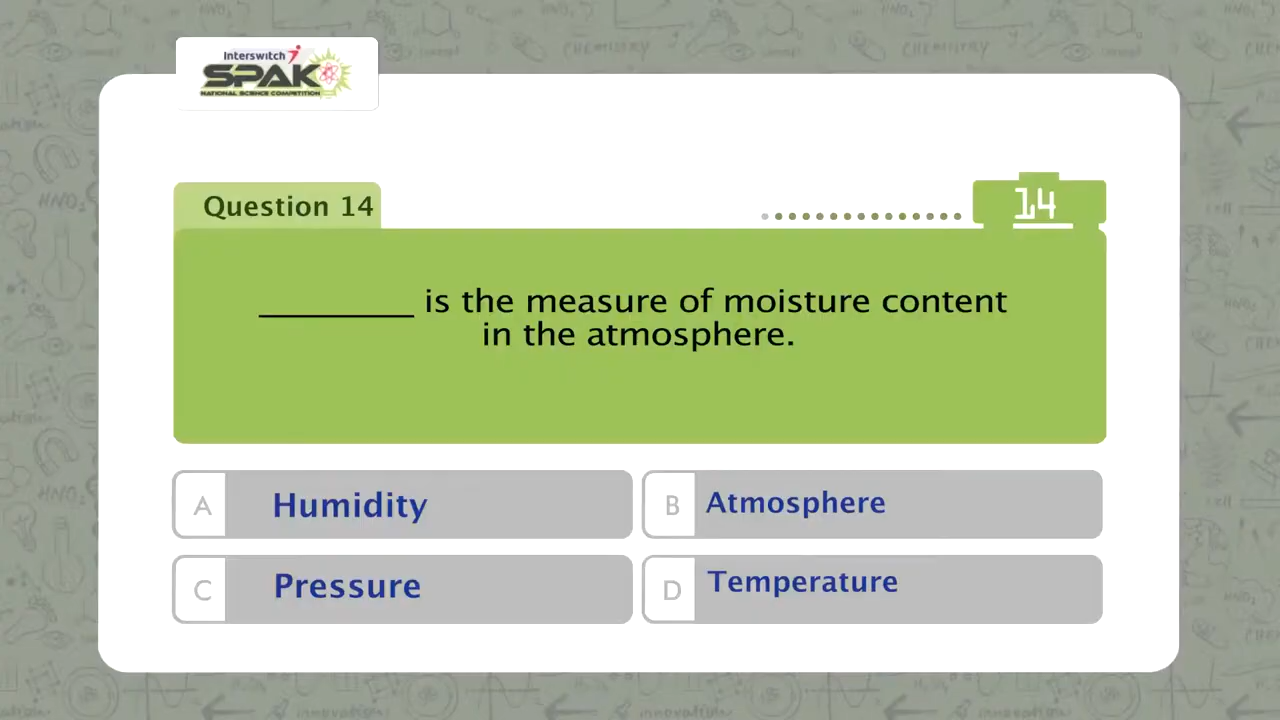 Interswitch
SPAK
NATIONAL SCIENCE COMPETITION
Question 14
14
________ is the measure of moisture content
in the atmosphere.
A Humidity
B Atmosphere
C Pressure
D Temperature